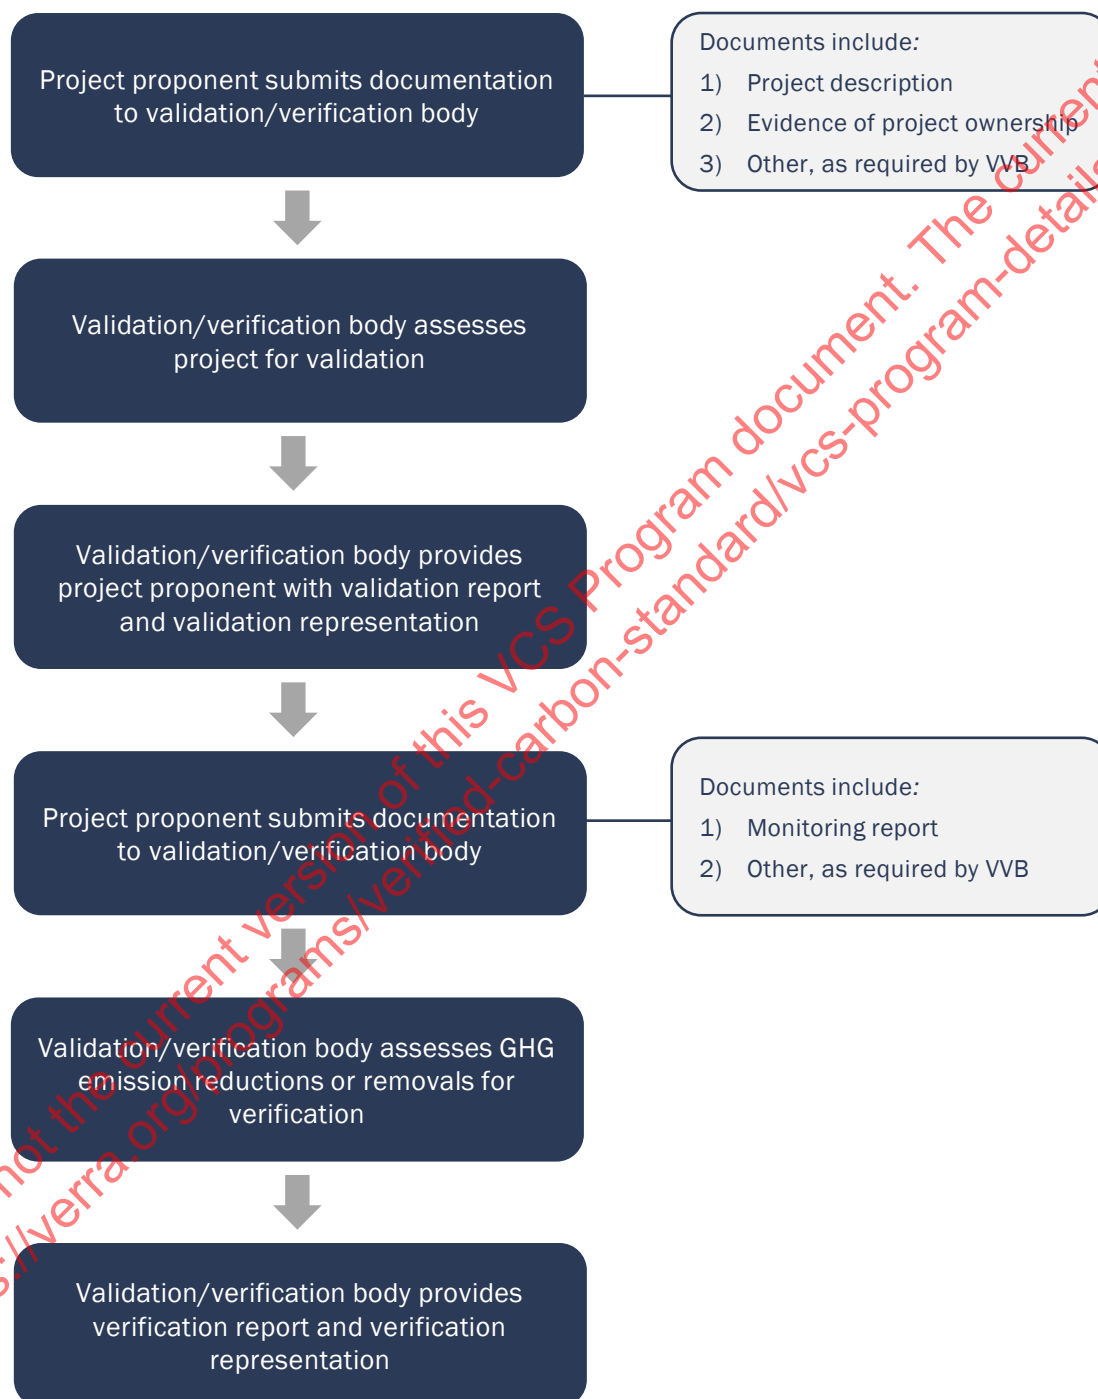 Project proponent submits documentation
to validation/verification body
Documents include:
1) Project description
2) Evidence of project ownership
3) Other, as required by VVB
Validation/verification body assesses
project for validation
Validation/verification body provides
project proponent with validation report
and validation representation
Project proponent submits documentation
to validation/verification body
Documents include:
1) Monitoring report
2) Other, as required by VVB
Validation/verification body assesses GHG
emission reductions or removals for
verification
Validation/verification body provides
verification report and verification
representation
not the current version of this VCS Program document. The current
s://verra.org/programs/verified-carbon-standard/vcs-program-details